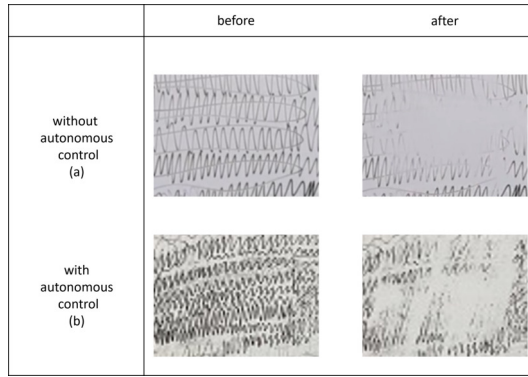 before after
without
autonomous
control
(a)
with
autonomous
control
(b)